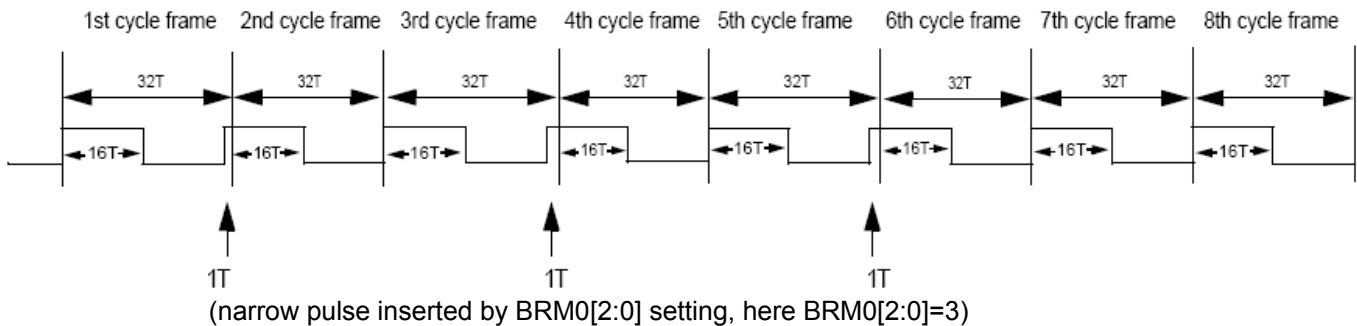 1st cycle frame 2nd cycle frame 3rd cycle frame 4th cycle frame 5th cycle frame 6th cycle frame 7th cycle frame 8th cycle frame
32T 32T 32T 32T 32T 32T 32T 32T
16T 16T 16T 16T 16T 16T 16T 16T
1T 1T 1T
(narrow pulse inserted by BRM0[2:0] setting, here BRM0[2:0]=3)